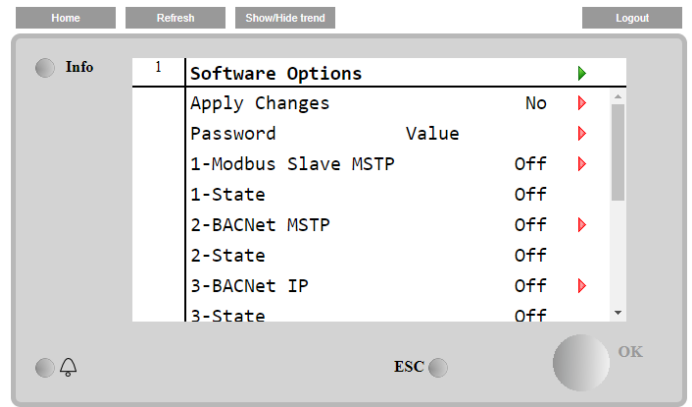 Home Refresh Show/Hide trend Logout
Info
1 Software Options
Apply Changes No
Password Value
1-Modbus Slave MSTP Off
1-State Off
2-BACNet MSTP Off
2-State Off
3-BACNet IP Off
3-State Off
ESC OK